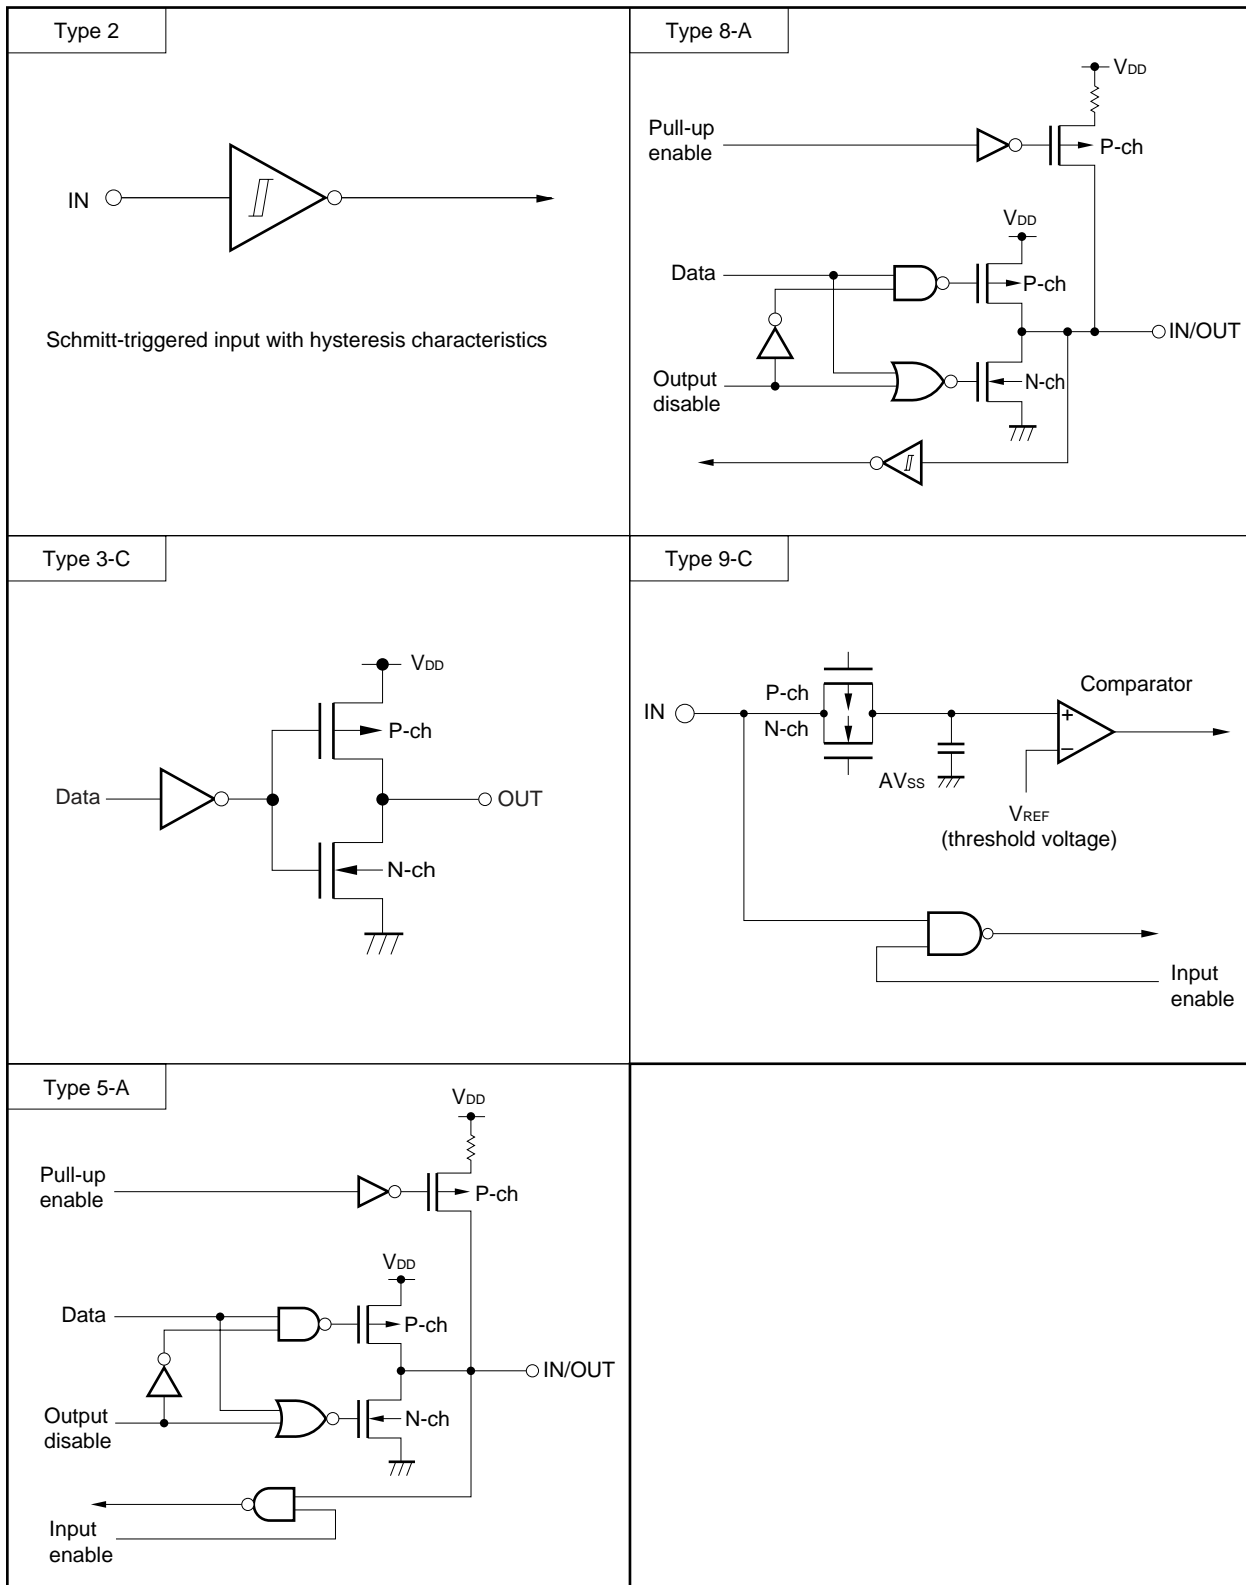 Type 2
IN
Schmitt-triggered input with hysteresis characteristics
Type 8-A
VDD
Pull-up
enable
P-ch
VDD
Data
P-ch
IN/OUT
Output
disable
N-ch
Type 3-C
VDD
P-ch
Data
OUT
N-ch
Type 9-C
P-ch
Comparator
IN
N-ch
+
−
AVSS
VREF
(threshold voltage)
Input
enable
Type 5-A
VDD
Pull-up
enable
P-ch
VDD
Data
P-ch
IN/OUT
Output
disable
N-ch
Input
enable